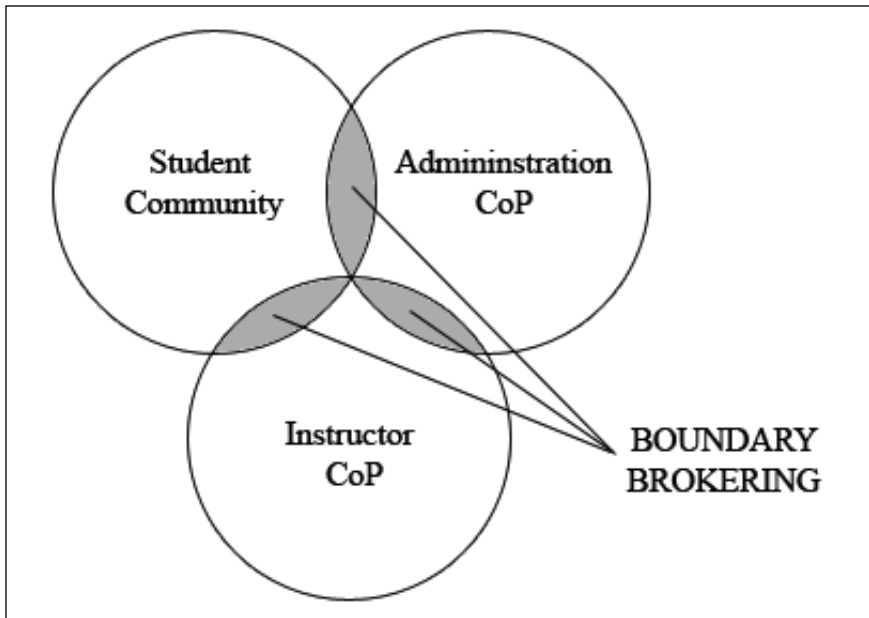 Student
Community
Admininstration
CoP
Instructor
CoP
BOUNDARY
BROKERING